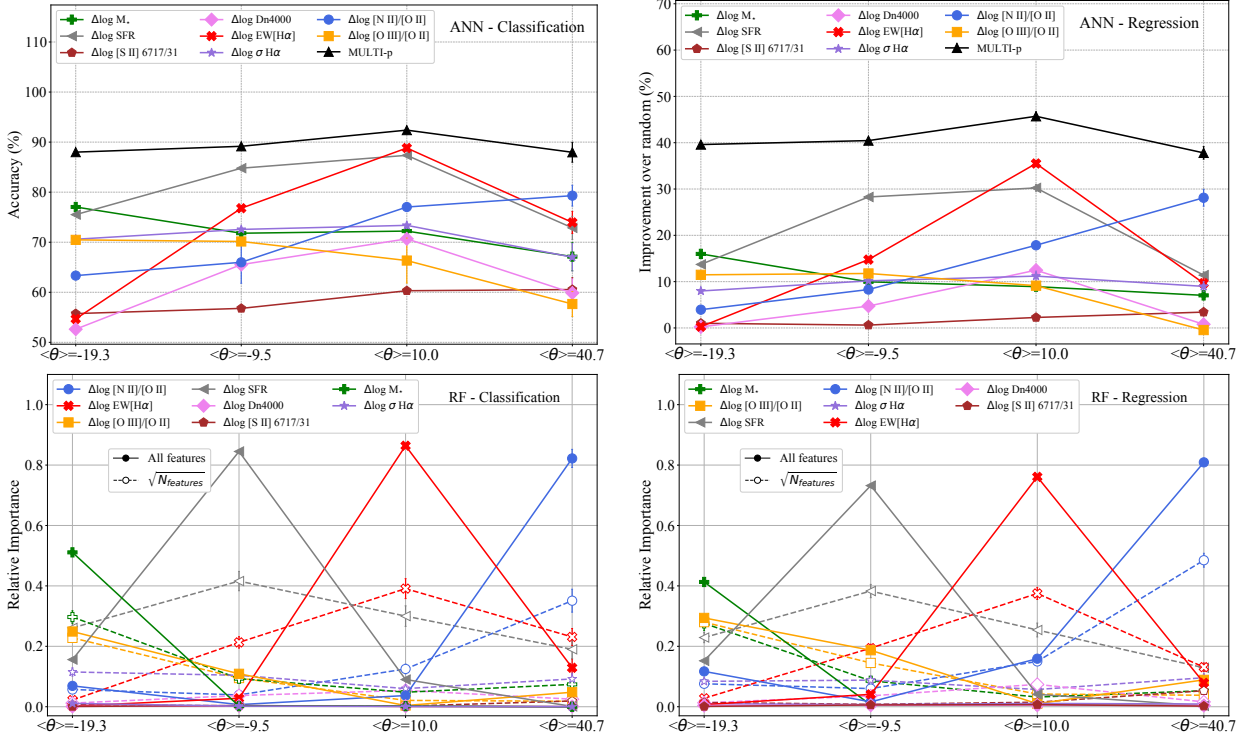 ANN - Classification
Δlog M⋆
Δlog SFR
Δlog [S II] 6717/31
Δlog Dn4000
Δlog EW[Hα]
Δlog σ Hα
Δlog [N II]/[O II]
Δlog [O III]/[O II]
MULTI-p
Accuracy (%)
110
100
90
80
70
60
50
<θ>=-19.3
<θ>=-9.5
<θ>=10.0
<θ>=40.7
ANN - Regression
Δlog M⋆
Δlog SFR
Δlog [S II] 6717/31
Δlog Dn4000
Δlog EW[Hα]
Δlog σ Hα
Δlog [N II]/[O II]
Δlog [O III]/[O II]
MULTI-p
Improvement over random (%)
70
60
50
40
30
20
10
0
<θ>=-19.3
<θ>=-9.5
<θ>=10.0
<θ>=40.7
RF - Classification
Δlog [N II]/[O II]
Δlog EW[Hα]
Δlog [O III]/[O II]
Δlog SFR
Δlog Dn4000
Δlog [S II] 6717/31
Δlog M⋆
Δlog σ Hα
All features
√N_features
Relative Importance
1.0
0.8
0.6
0.4
0.2
0.0
<θ>=-19.3
<θ>=-9.5
<θ>=10.0
<θ>=40.7
RF - Regression
Δlog M⋆
Δlog [O III]/[O II]
Δlog SFR
Δlog [N II]/[O II]
Δlog σ Hα
Δlog EW[Hα]
Δlog Dn4000
Δlog [S II] 6717/31
All features
√N_features
Relative Importance
1.0
0.8
0.6
0.4
0.2
0.0
<θ>=-19.3
<θ>=-9.5
<θ>=10.0
<θ>=40.7